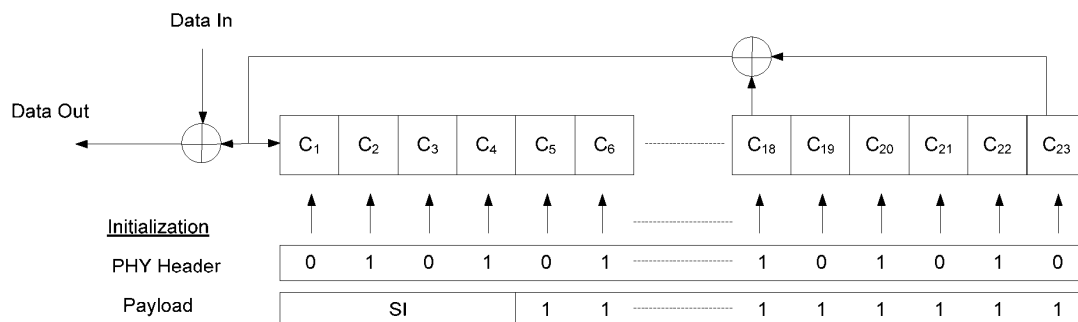 Data In
Data Out
C1 C2 C3 C4 C5 C6 C18 C19 C20 C21 C22 C23
Initialization
PHY Header 0 1 0 1 0 1 1 0 1 0 1 0
Payload SI 1 1 1 1 1 1 1 1